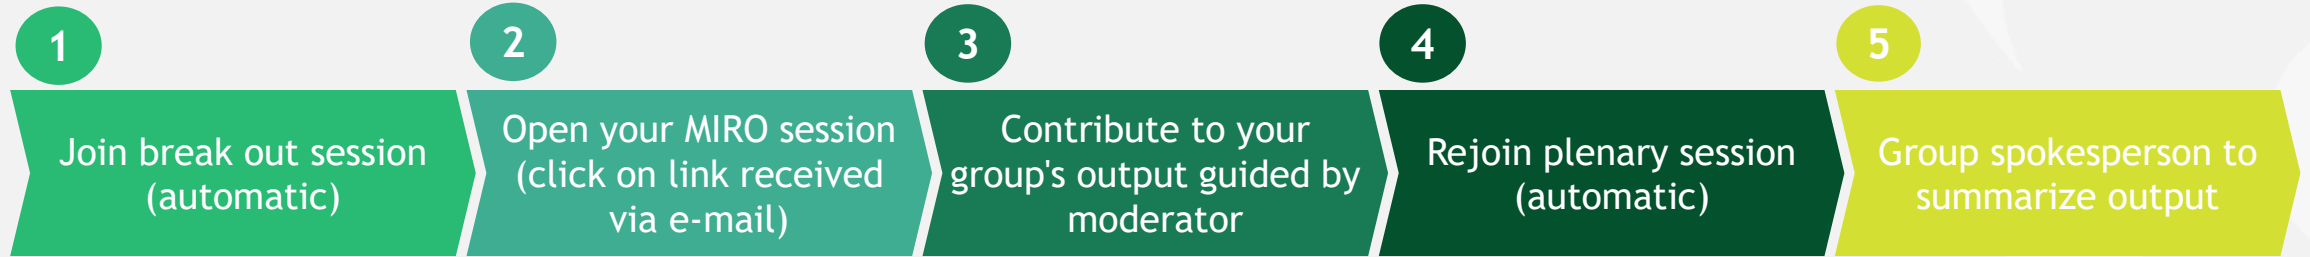 1
Join break out session
(automatic)
2
Open your MIRO session
(click on link received
via e-mail)
3
Contribute to your
group's output guided by
moderator
4
Rejoin plenary session
(automatic)
5
Group spokesperson to
summarize output